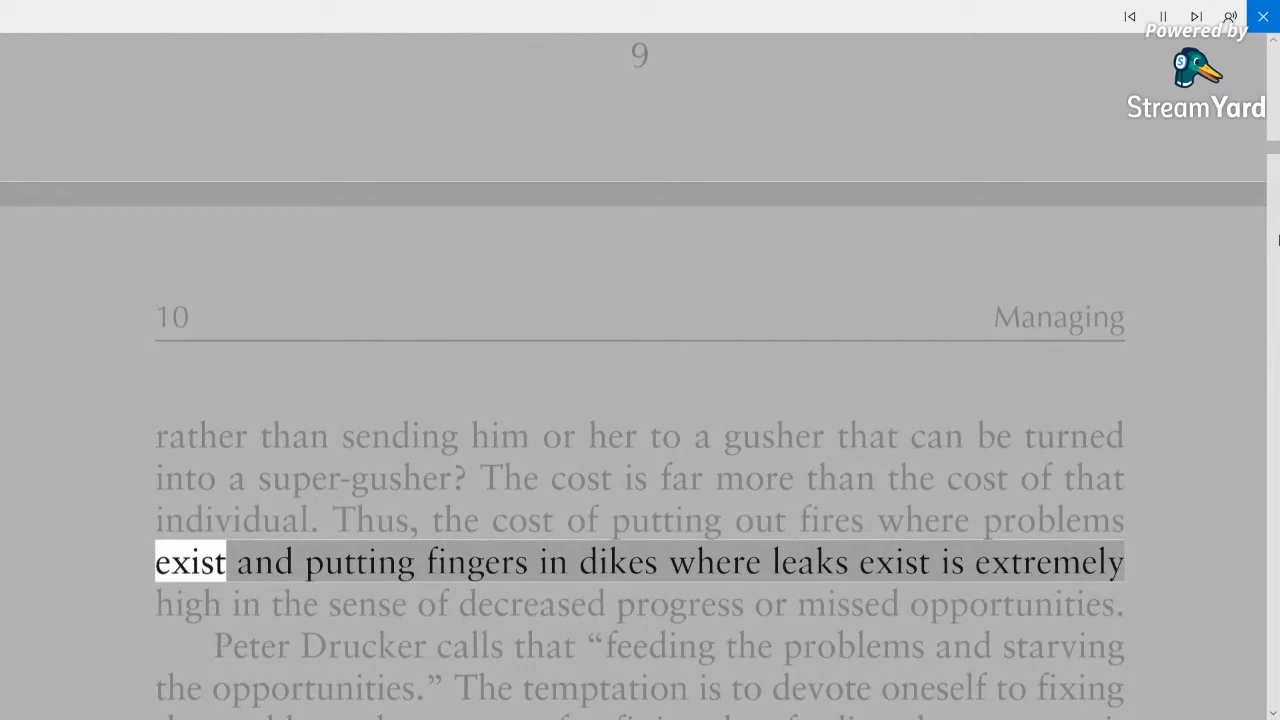 Powered by
StreamYard
9
10 Managing
rather than sending him or her to a gusher that can be turned
into a super-gusher? The cost is far more than the cost of that
individual. Thus, the cost of putting out fires where problems
exist and putting fingers in dikes where leaks exist is extremely
high in the sense of decreased progress or missed opportunities.
Peter Drucker calls that “feeding the problems and starving
the opportunities.” The temptation is to devote oneself to fixing